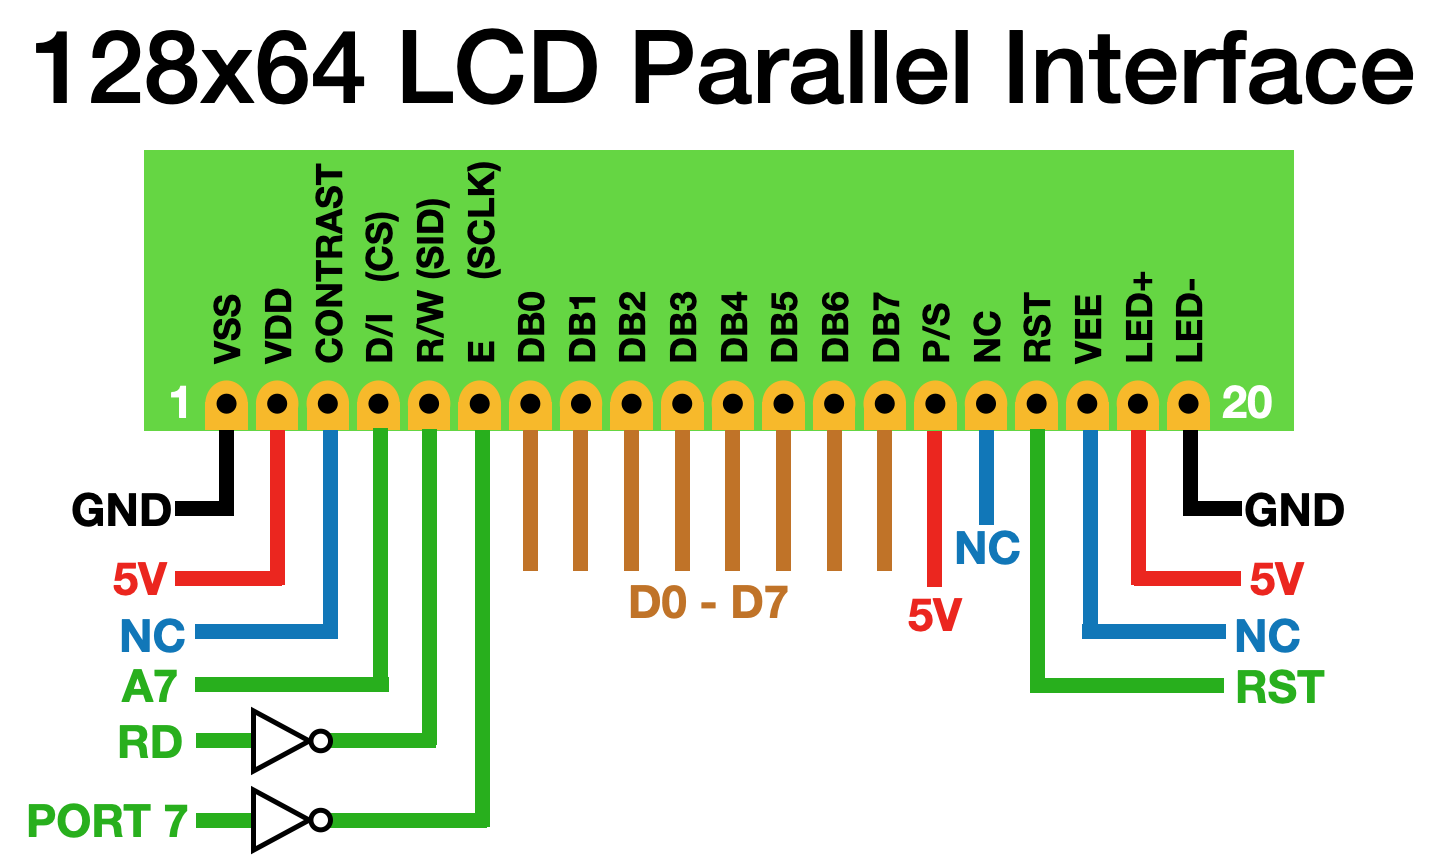 128x64 LCD Parallel Interface
VSS
VDD
CONTRAST
D/I (CS)
R/W (SID)
E (SCLK)
DB0
DB1
DB2
DB3
DB4
DB5
DB6
DB7
P/S
NC
RST
VEE
LED+
LED-
1
20
GND
5V
NC
A7
RD
PORT 7
D0 - D7
5V
NC
GND
5V
NC
RST